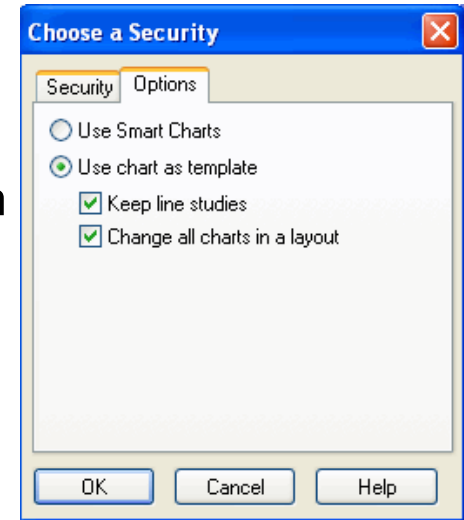 Choose a Security
Security Options
Use Smart Charts
Use chart as template
n
Keep line studies
Change all charts in a layout
OK Cancel Help